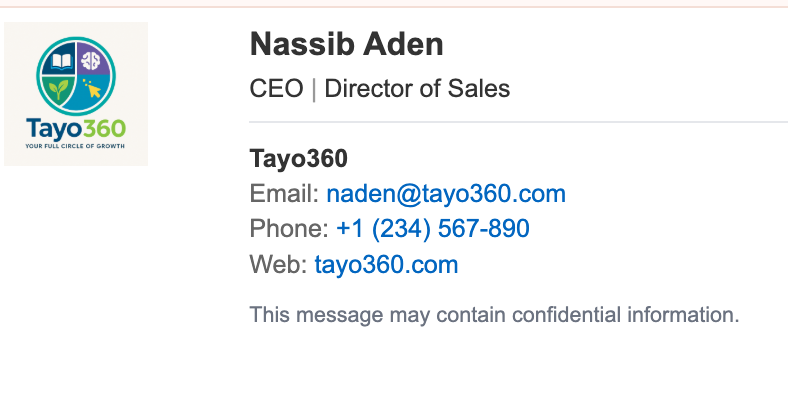 Tayo360
YOUR FULL CIRCLE OF GROWTH
Nassib Aden
CEO | Director of Sales
Tayo360
Email: naden@tayo360.com
Phone: +1 (234) 567-890
Web: tayo360.com
This message may contain confidential information.